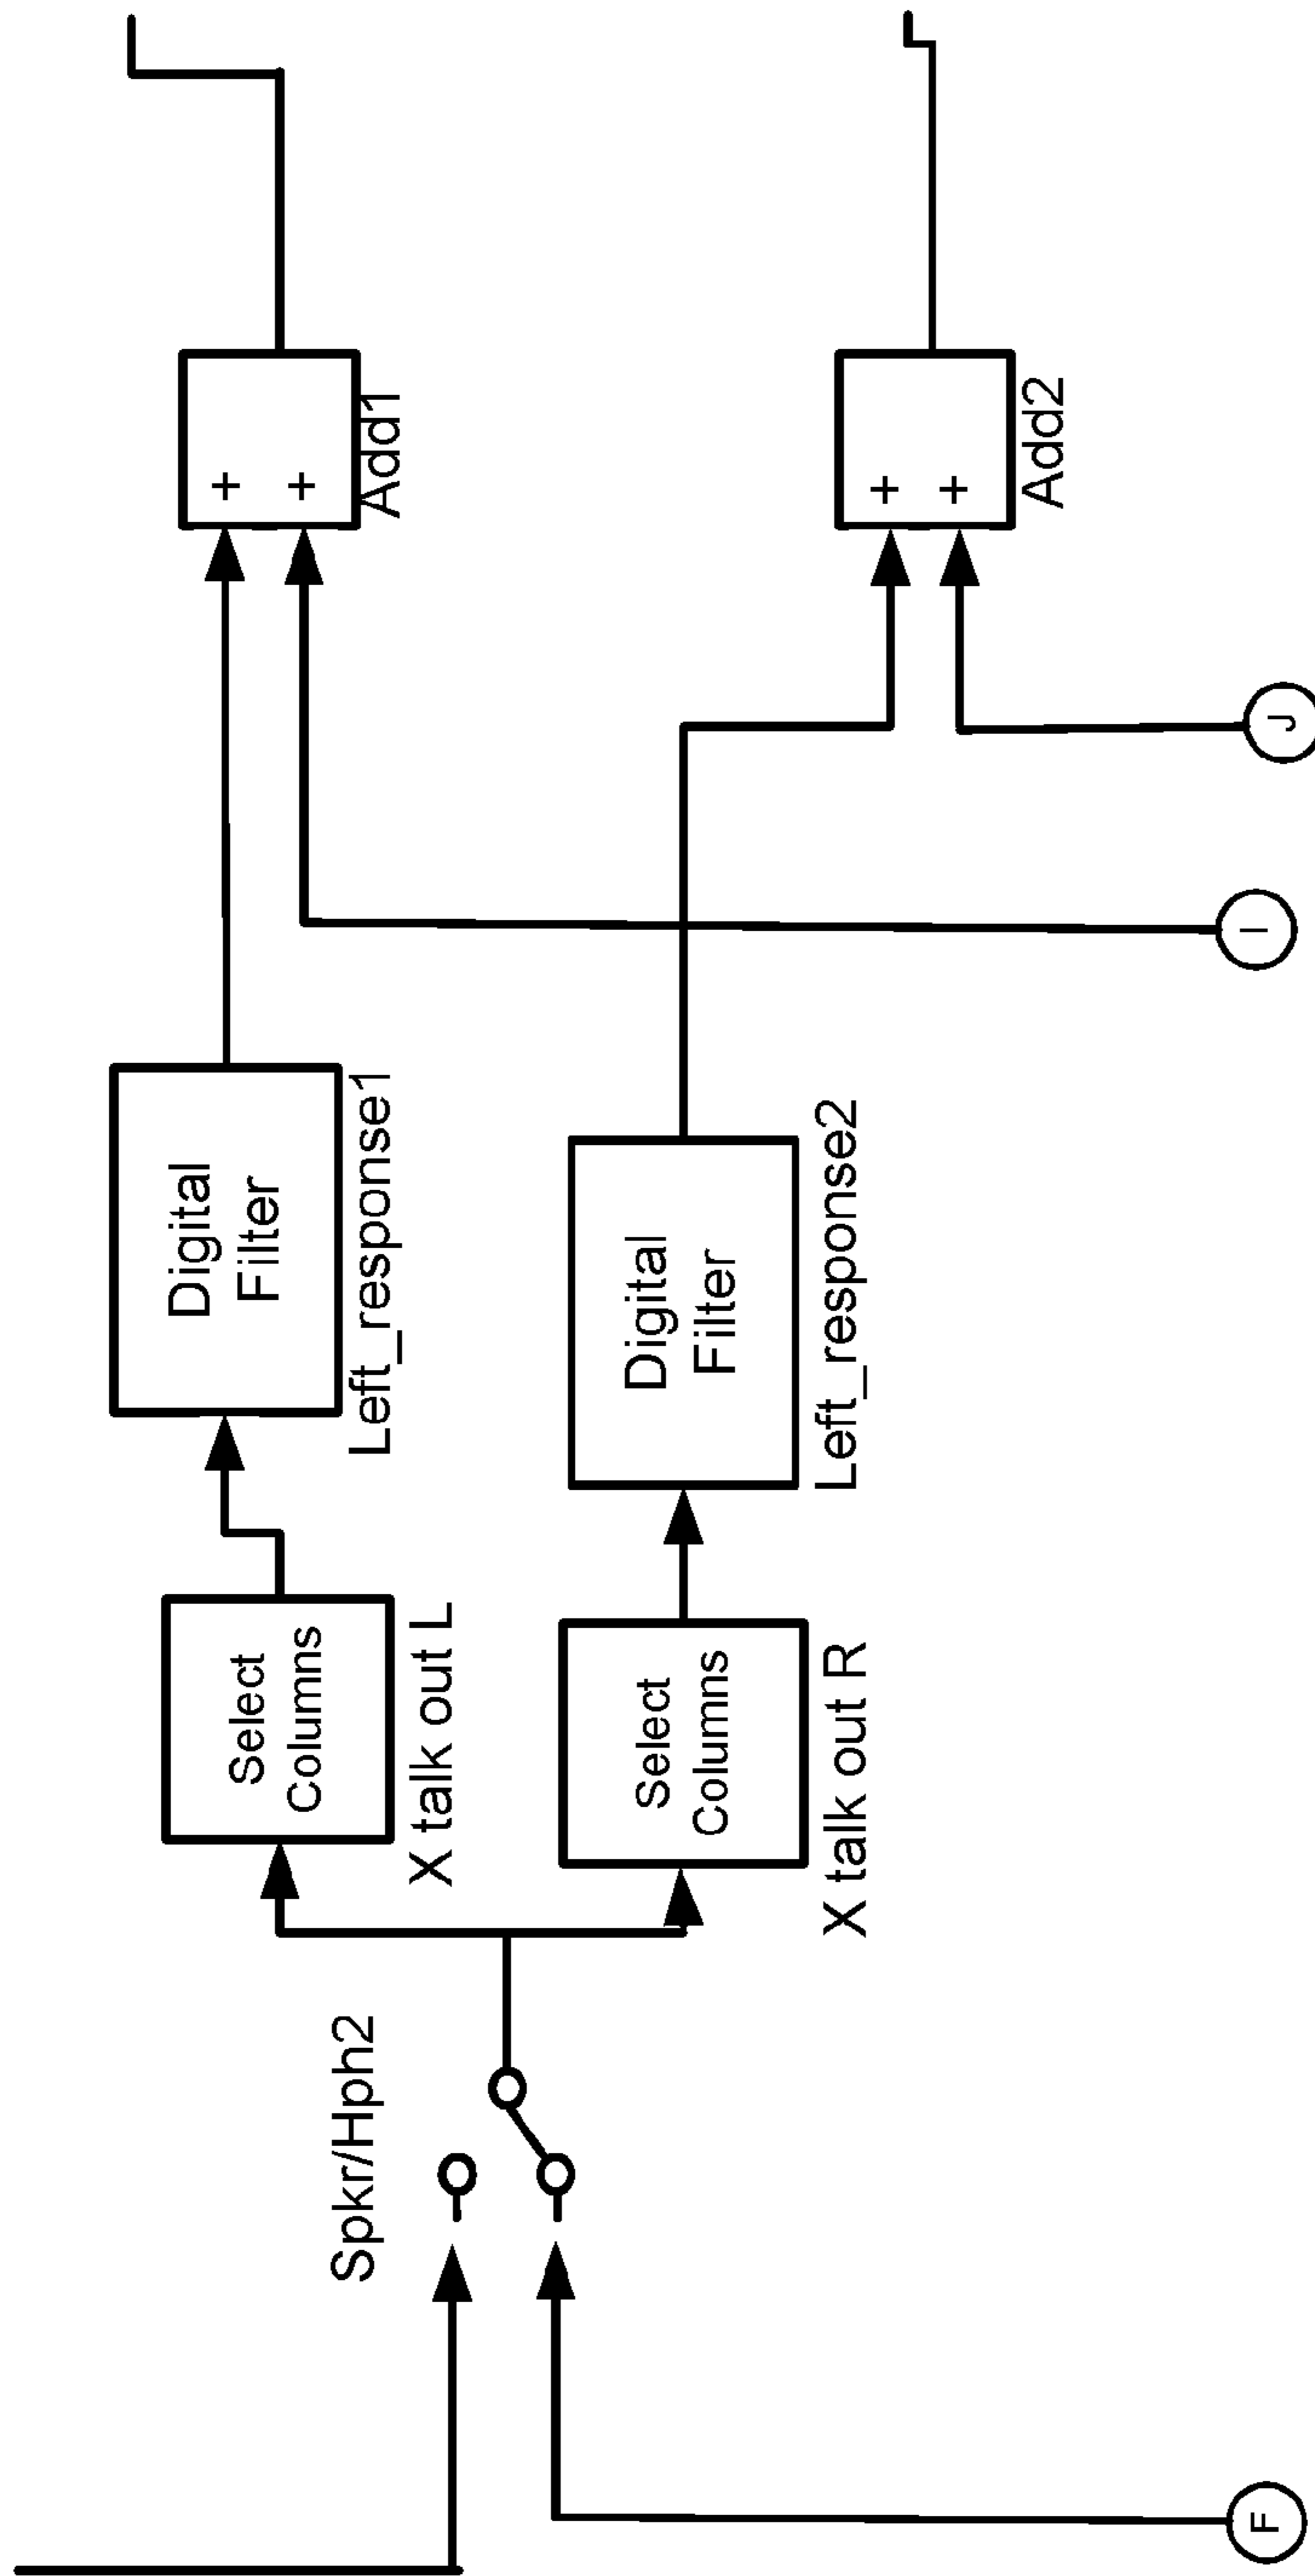 Spkr/Hph2
Select
Columns
X talk out L
Digital
Filter
Left_response1
+
+
Add1
Select
Columns
X talk out R
Digital
Filter
Left_response2
+
+
Add2
F
I
J